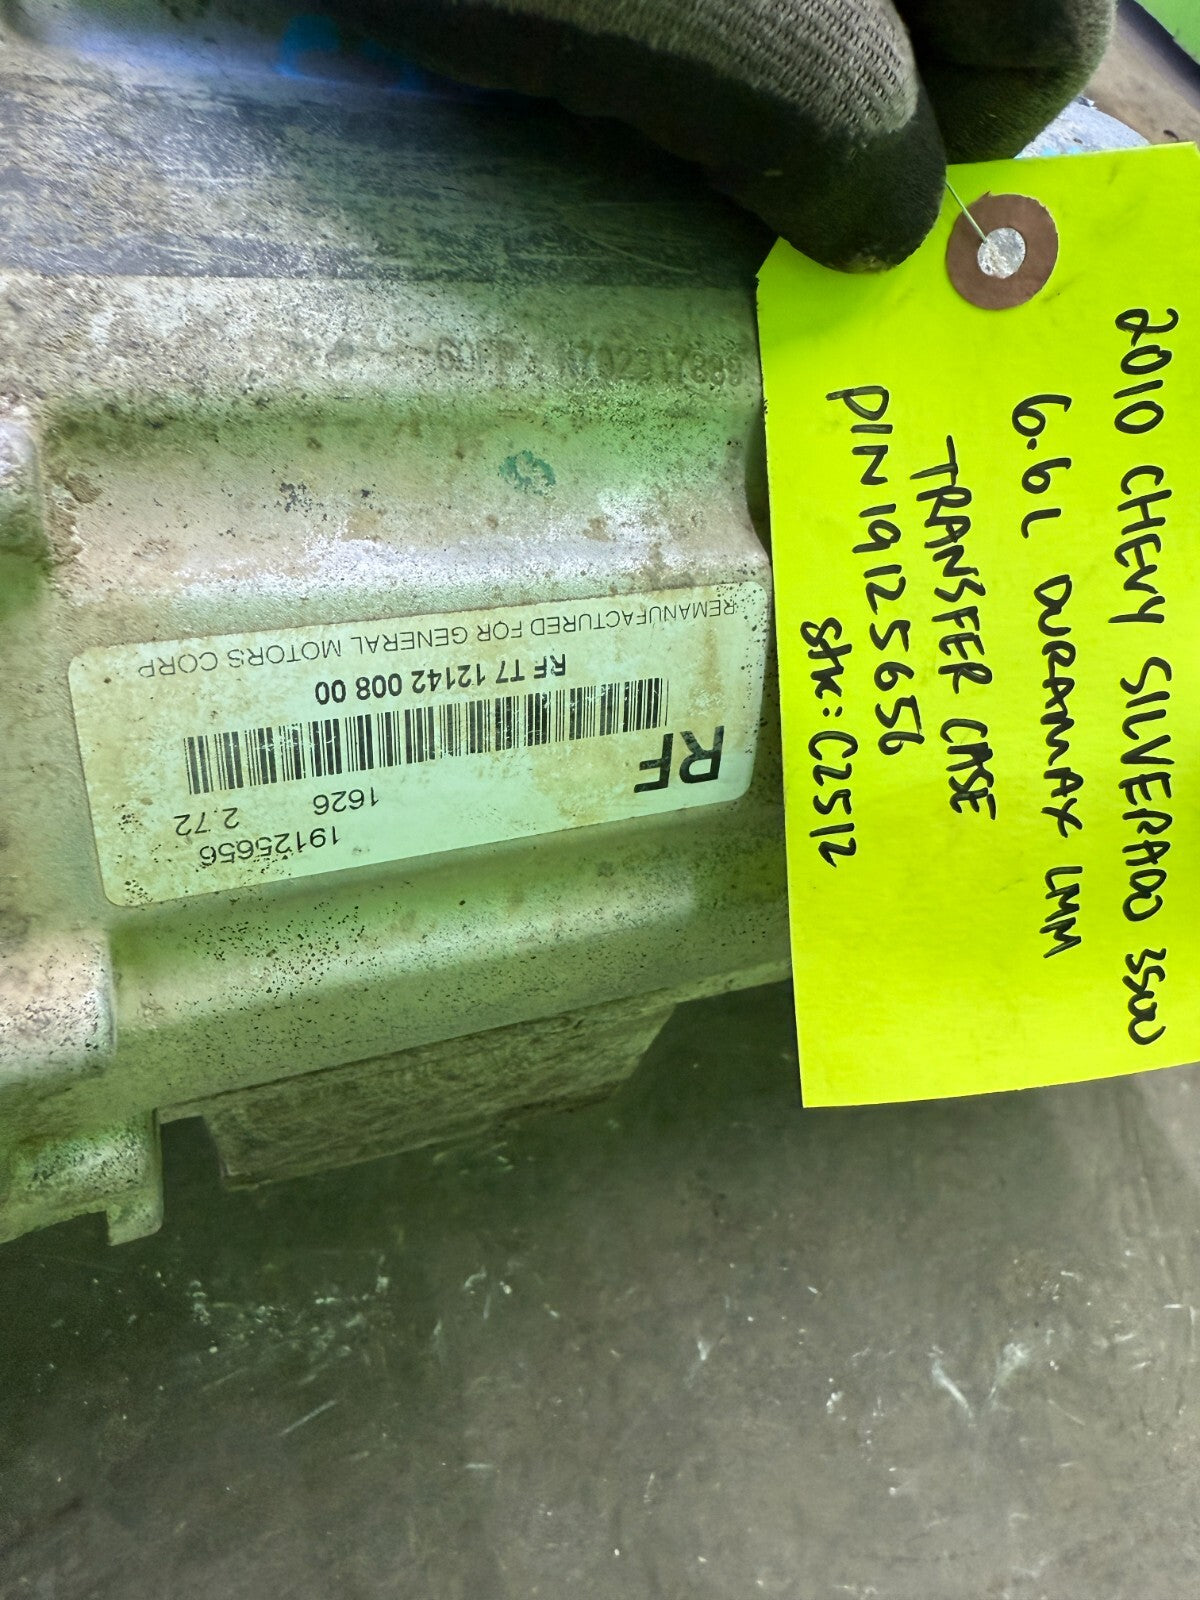 2010 CHEVY SILVERADO 3500
6.6L DURAMAX LMM
TRANSFER CASE
PIN 19125656
Stk: C2512
19125656
1626 2.72
RF
RF T7 12142 008 00
REMANUFACTURED FOR GENERAL MOTORS CORP